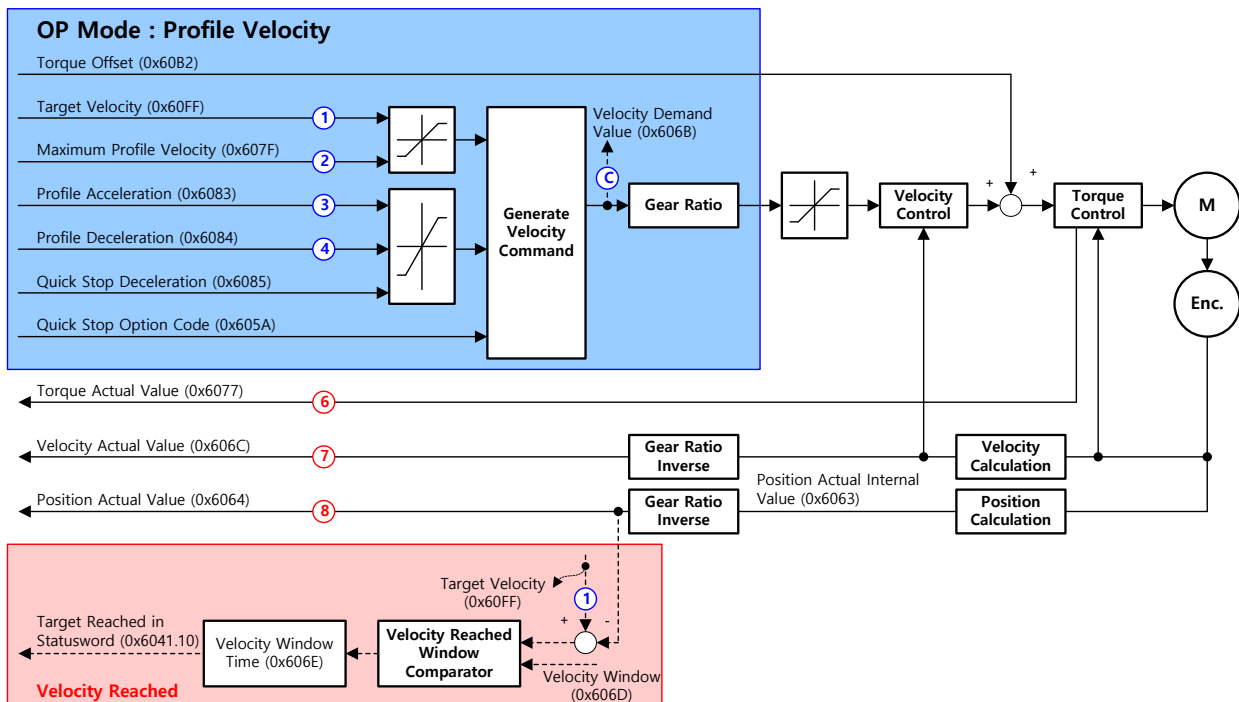 OP Mode : Profile Velocity
Torque Offset (0x60B2)
Target Velocity (0x60FF)
1
Maximum Profile Velocity (0x607F)
2
Profile Acceleration (0x6083)
3
Profile Deceleration (0x6084)
4
Quick Stop Deceleration (0x6085)
Quick Stop Option Code (0x605A)
Generate
Velocity
Command
Velocity Demand
Value (0x606B)
C
Gear Ratio
Velocity
Control
+
+
Torque
Control
M
Enc.
Torque Actual Value (0x6077)
6
Velocity Actual Value (0x606C)
7
Gear Ratio
Inverse
Velocity
Calculation
Position Actual Value (0x6064)
8
Gear Ratio
Inverse
Position Actual Internal
Value (0x6063)
Position
Calculation
Target Velocity
(0x60FF)
1
+
-
Target Reached in
Statusword (0x6041.10)
Velocity Window
Time (0x606E)
Velocity Reached
Window
Comparator
Velocity Window
(0x606D)
Velocity Reached